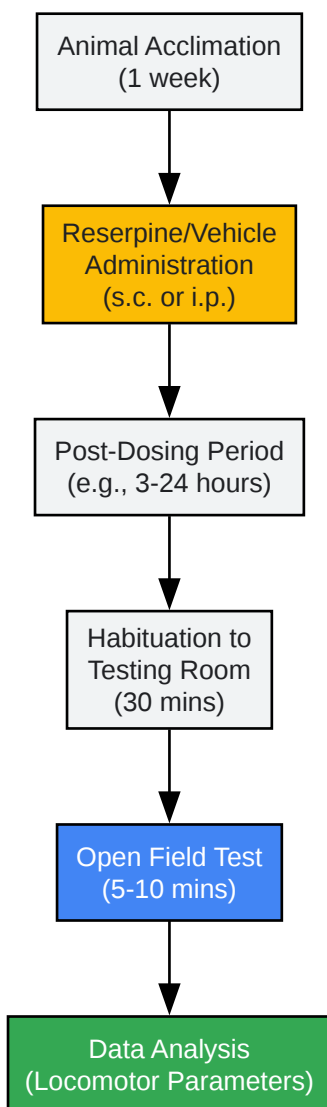 Animal Acclimation
(1 week)
Reserpine/Vehicle
Administration
(s.c. or i.p.)
Post-Dosing Period
(e.g., 3-24 hours)
Habituation to
Testing Room
(30 mins)
Open Field Test
(5-10 mins)
Data Analysis
(Locomotor Parameters)